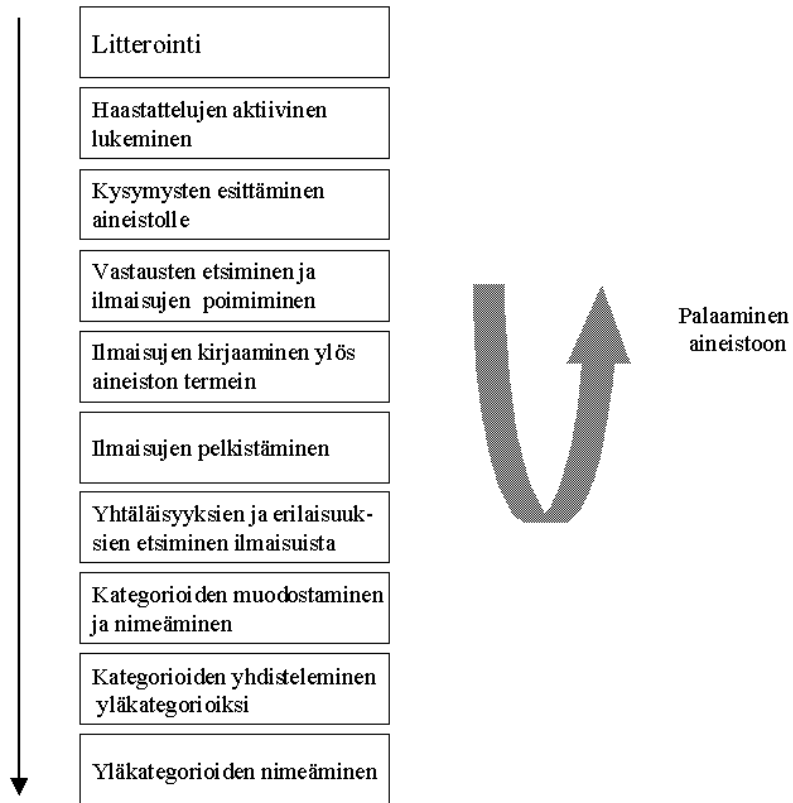 Litterointi
Haastattelujen aktiivinen
lukeminen
Kysymysten esittäminen
aineistolle
Vastausten etsiminen ja
ilmaisujen poimiminen
Ilmaisujen kirjaaminen ylös
aineiston termein
Ilmaisujen pelkistäminen
Yhtäläisyyksien ja erilaisuuk-
sien etsiminen ilmaisuista
Kategorioiden muodostaminen
ja nimeäminen
Kategorioiden yhdisteleminen
yläkategorioiksi
Yläkategorioiden nimeäminen
Palaaminen
aineistoon